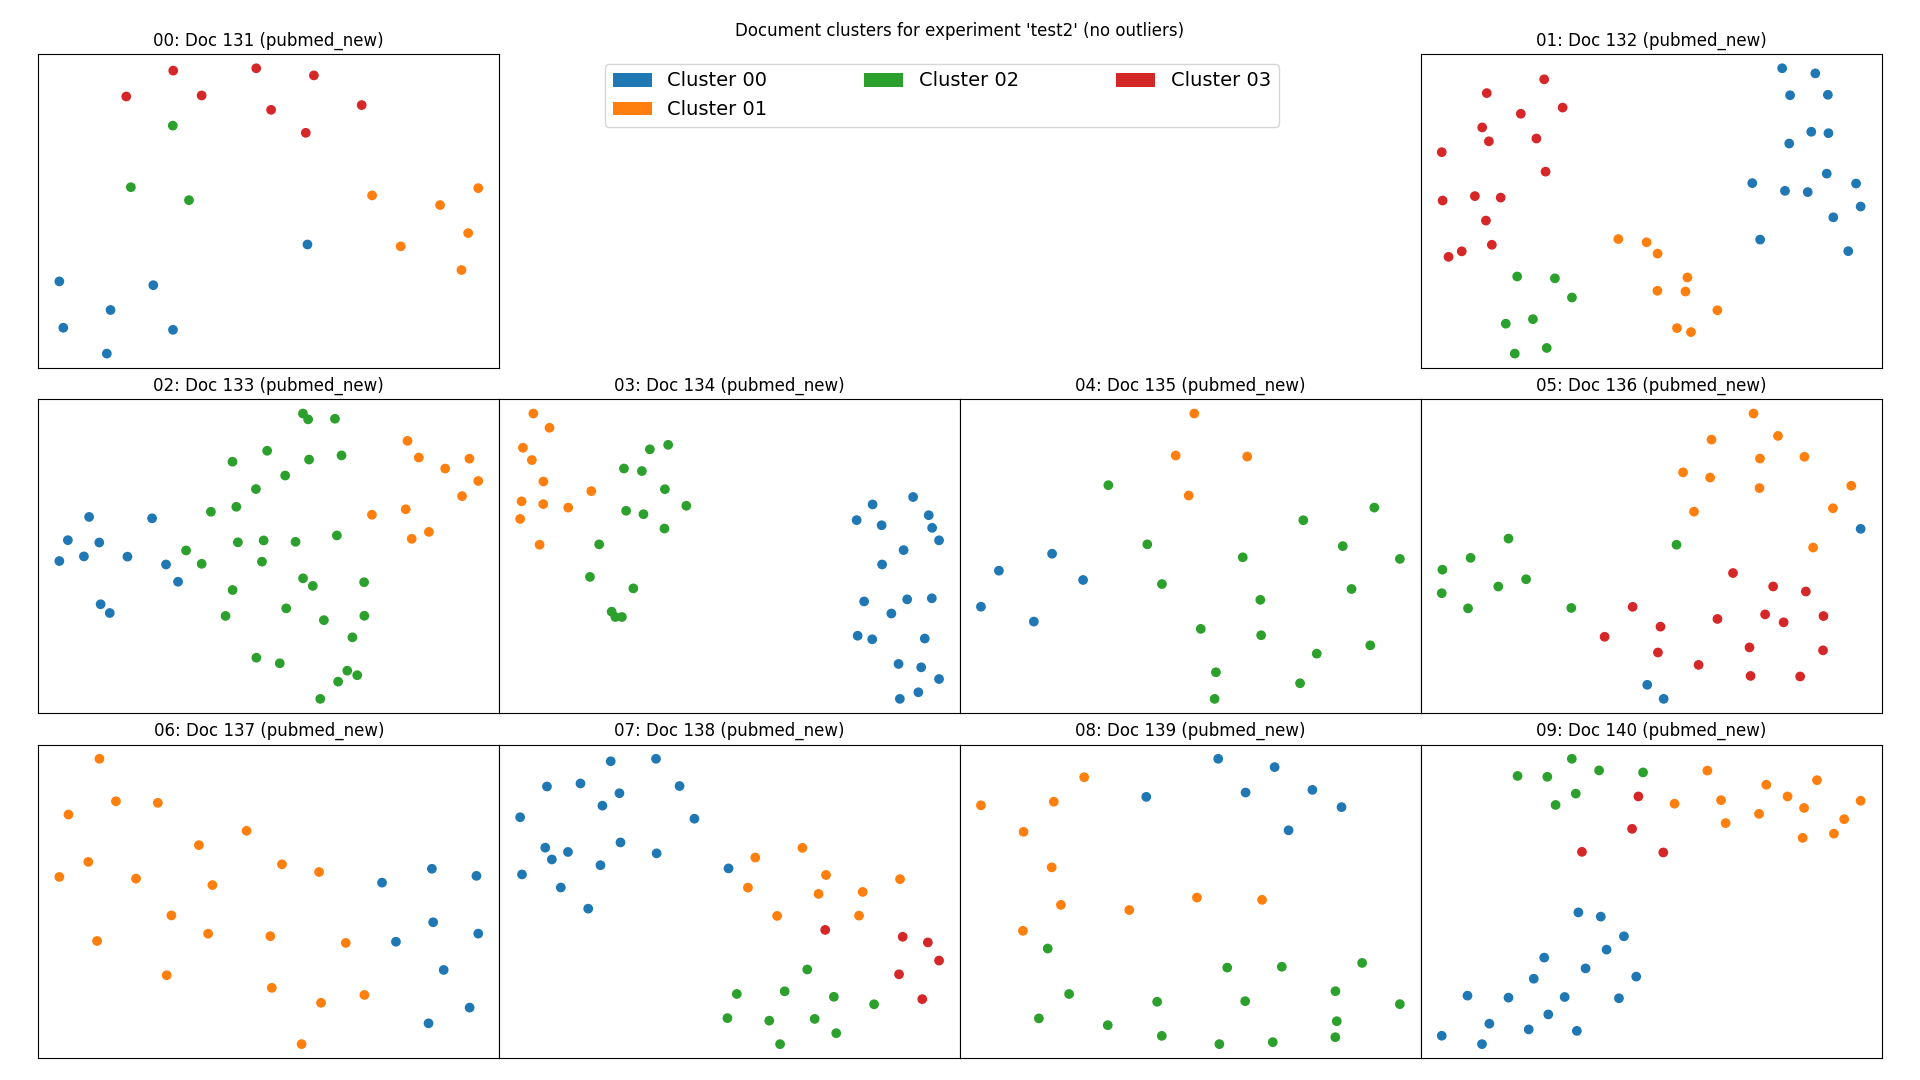 Document clusters for experiment 'test2' (no outliers)
00: Doc 131 (pubmed_new)
01: Doc 132 (pubmed_new)
Cluster 00
Cluster 01
Cluster 02
Cluster 03
02: Doc 133 (pubmed_new)
03: Doc 134 (pubmed_new)
04: Doc 135 (pubmed_new)
05: Doc 136 (pubmed_new)
06: Doc 137 (pubmed_new)
07: Doc 138 (pubmed_new)
08: Doc 139 (pubmed_new)
09: Doc 140 (pubmed_new)